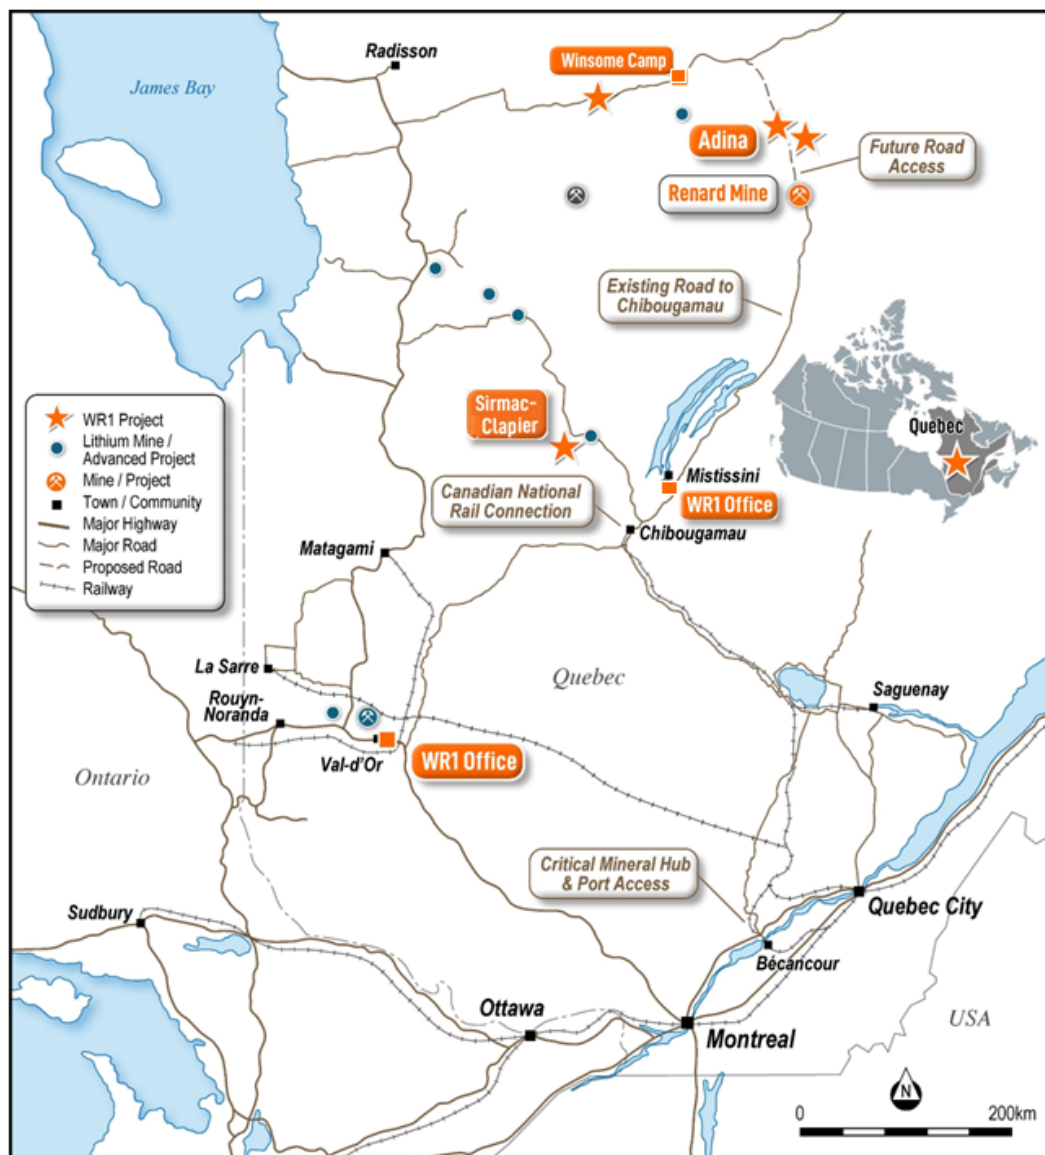 Radisson
James Bay
Winsome Camp
Adina
Future Road
Access
Renard Mine
Existing Road to
Chibougamau
Quebec
WR1 Project
Lithium Mine /
Advanced Project
Mine / Project
Town / Community
Major Highway
Major Road
Proposed Road
Railway
Sirmac-
Clapier
Mistissini
WR1 Office
Canadian National
Rail Connection
Chibougamau
Matagami
La Sarre
Rouyn-
Noranda
Quebec
Saguenay
Val-d'Or
WR1 Office
Ontario
Critical Mineral Hub
& Port Access
Sudbury
Quebec City
Bécancour
Ottawa
Montreal
USA
N
0 200km